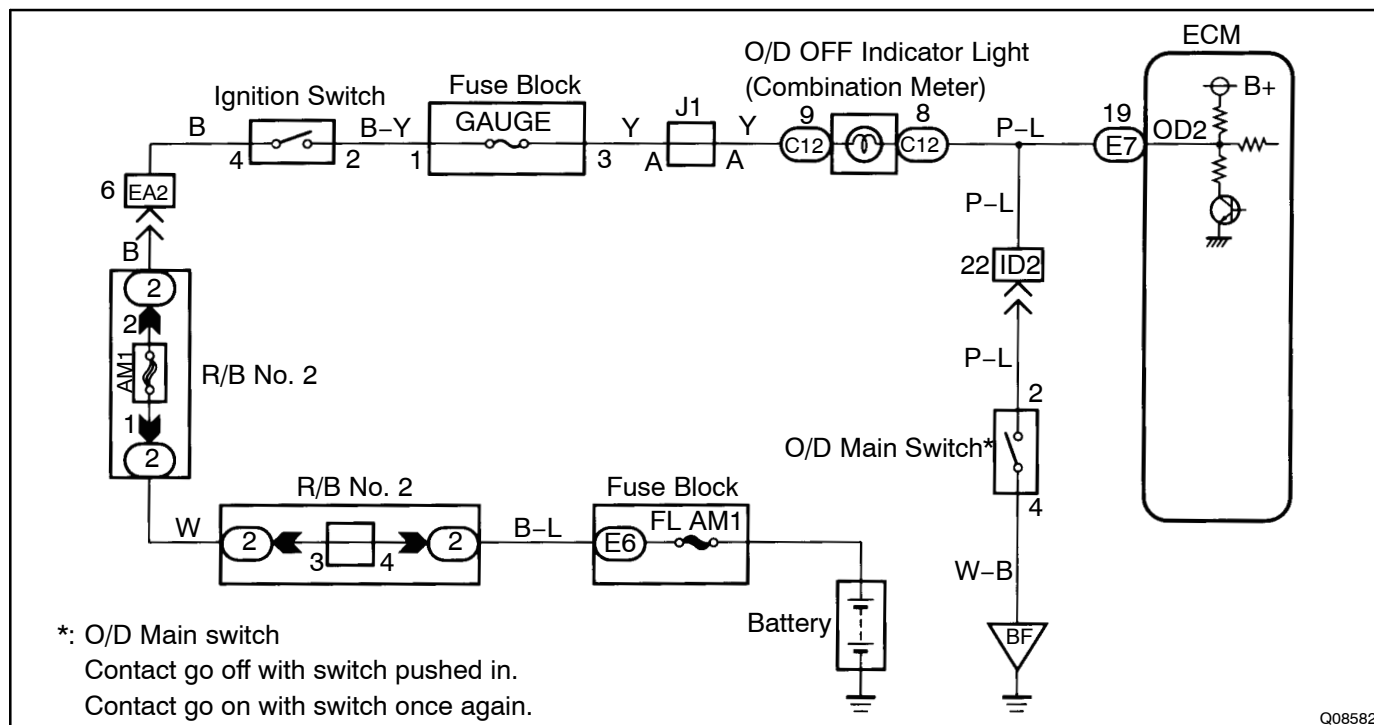 ECM
O/D OFF Indicator Light
(Combination Meter)
Fuse Block
Ignition Switch
J1
9
8
19
B+
B
B–Y
GAUGE
Y
Y
P–L
OD2
C12
C12
E7
4
2
1
3
A
A
6
EA2
P–L
B
22
ID2
2
2
AM1
R/B No. 2
P–L
1
2
2
O/D Main Switch*
R/B No. 2
Fuse Block
4
FL AM1
W
2
3
4
2
B–L
E6
W–B
Battery
BF
*: O/D Main switch
Contact go off with switch pushed in.
Contact go on with switch once again.
Q08582